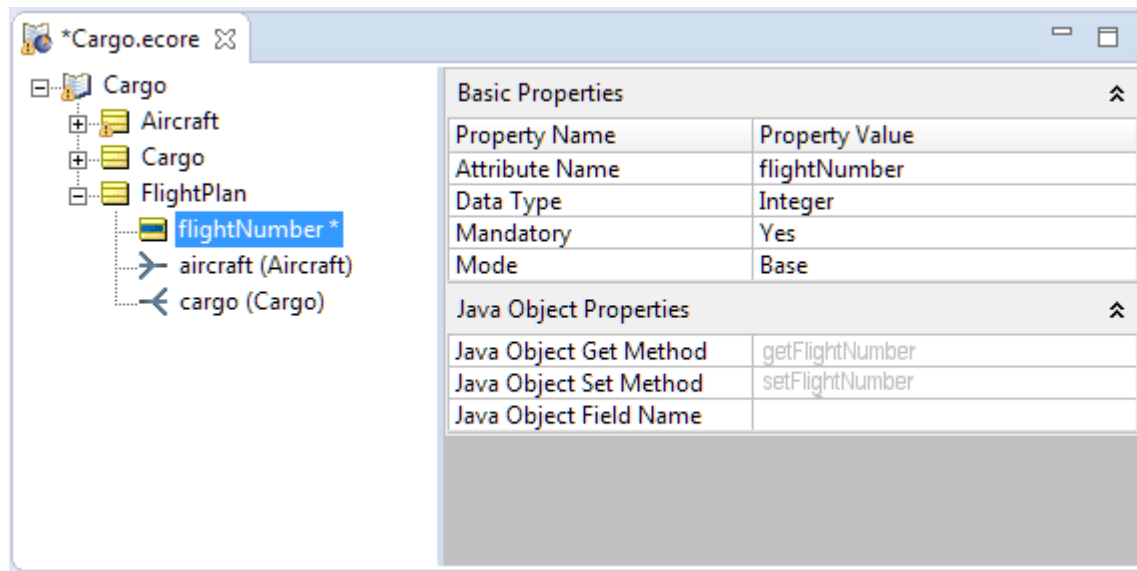 *Cargo.ecore
Cargo
Aircraft
Cargo
FlightPlan
flightNumber *
aircraft (Aircraft)
cargo (Cargo)
Basic Properties
Property Name Property Value
Attribute Name flightNumber
Data Type Integer
Mandatory Yes
Mode Base
Java Object Properties
Java Object Get Method getFlightNumber
Java Object Set Method setFlightNumber
Java Object Field Name